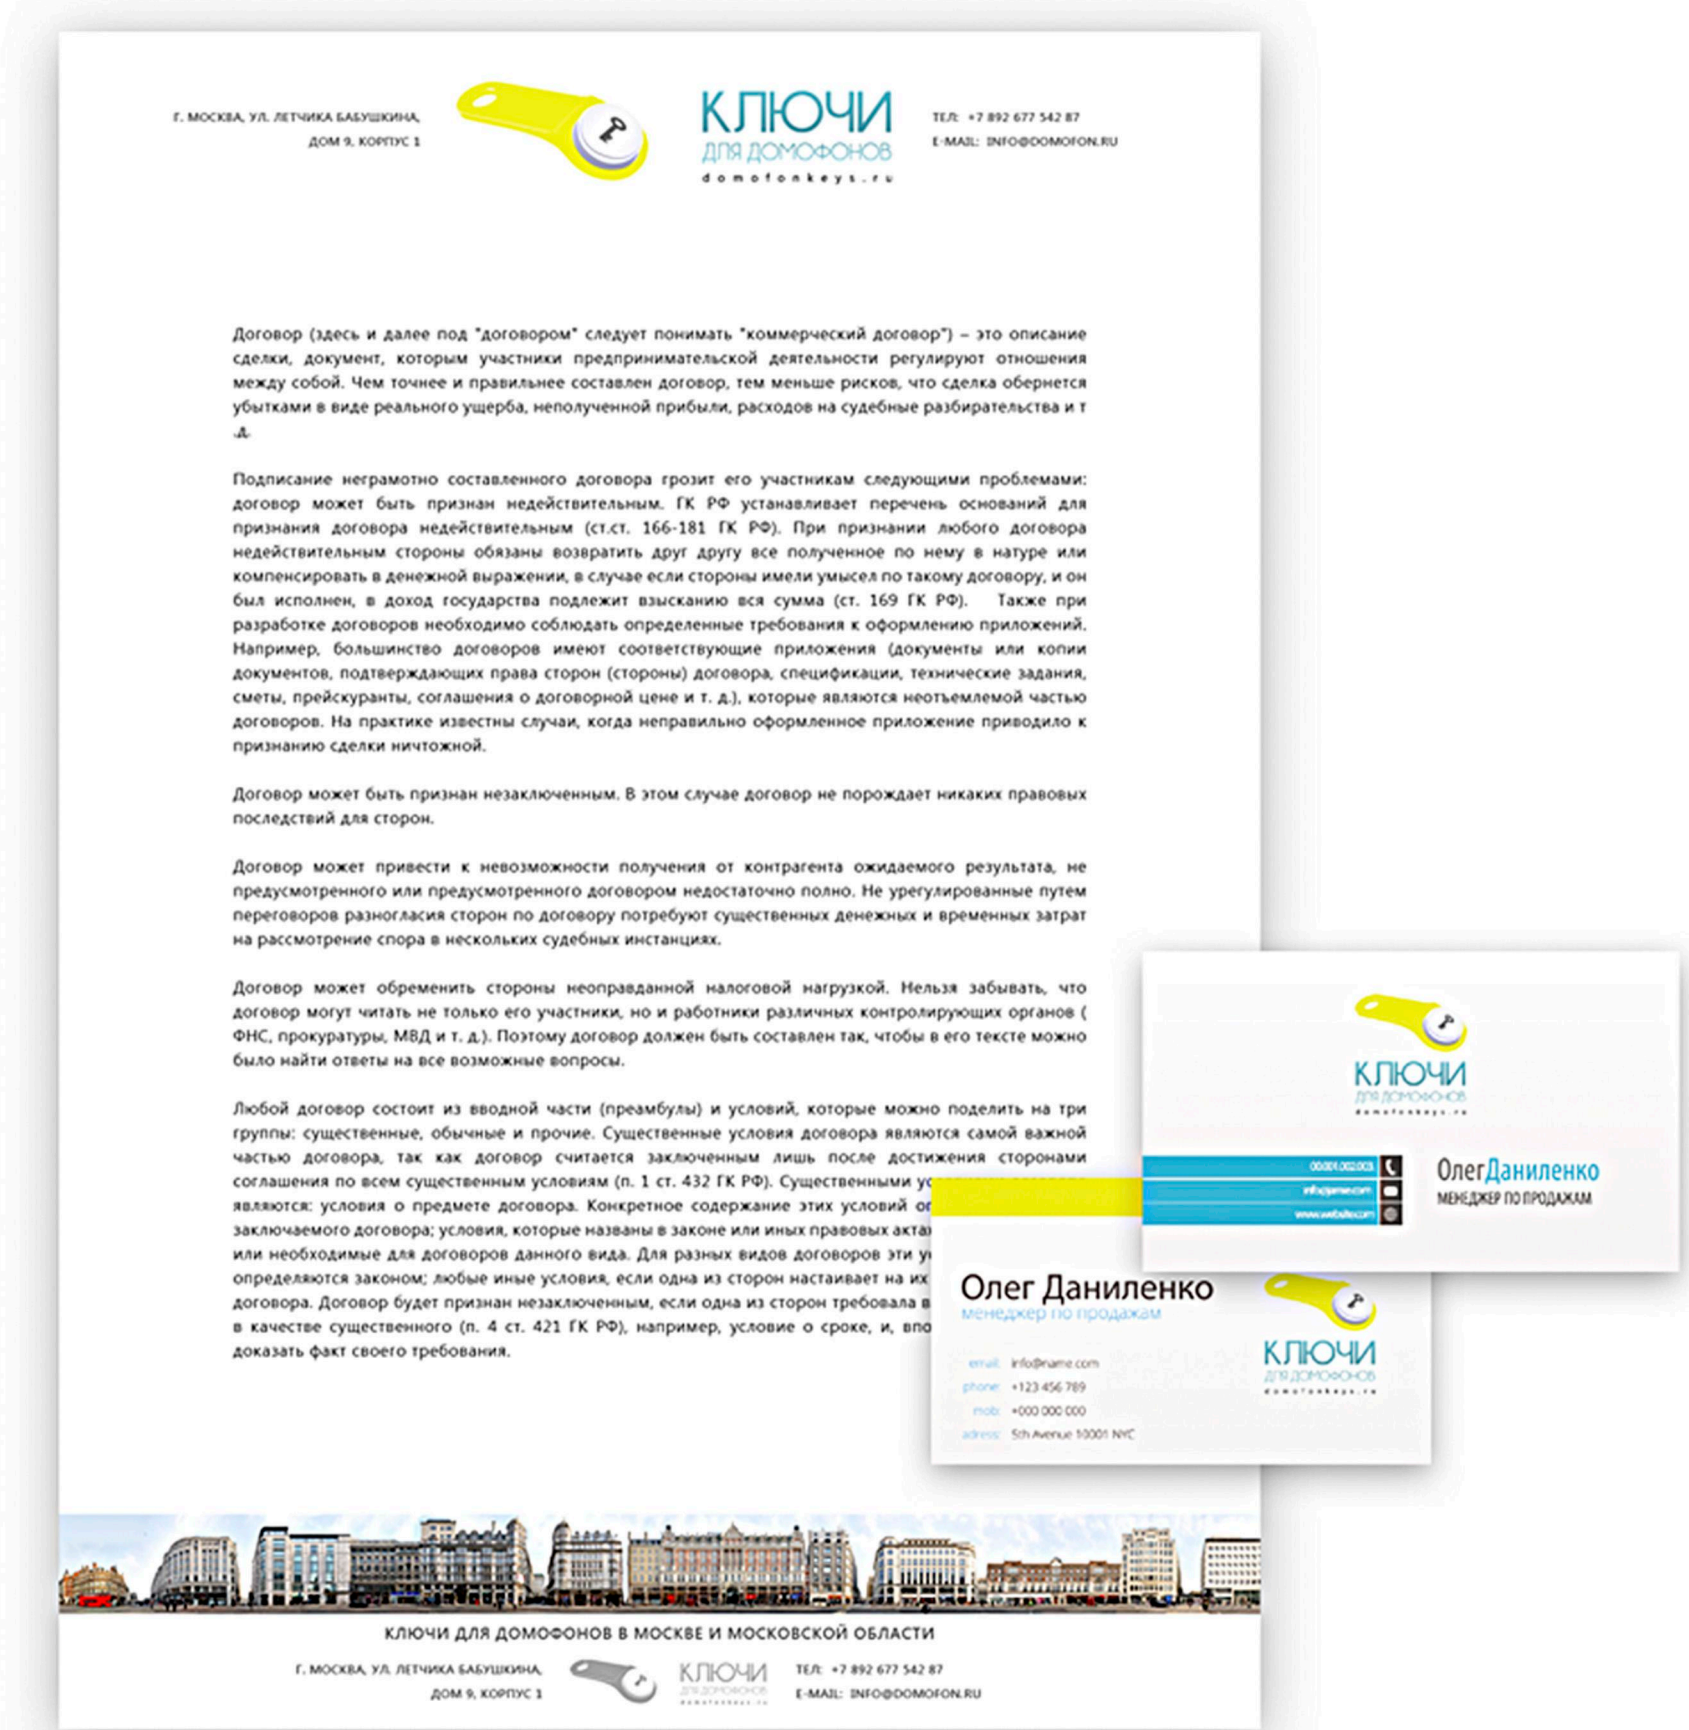 Г. МОСКВА, УЛ. ЛЕТЧИКА БАБУШКИНА,
ДОМ 9, КОРПУС 1
КЛЮЧИ
ДЛЯ ДОМОФОНОВ
domofonkeys.ru
ТЕЛ: +7 892 677 542 87
E-MAIL: INFO@DOMOFON.RU
Договор (здесь и далее под "договором" следует понимать "коммерческий договор") – это описание
сделки, документ, которым участники предпринимательской деятельности регулируют отношения
между собой. Чем точнее и правильнее составлен договор, тем меньше рисков, что сделка обернется
убытками в виде реального ущерба, неполученной прибыли, расходов на судебные разбирательства и т
.д.
Подписание неграмотно составленного договора грозит его участникам следующими проблемами:
договор может быть признан недействительным. ГК РФ устанавливает перечень оснований для
признания договора недействительным (ст.ст. 166-181 ГК РФ). При признании любого договора
недействительным стороны обязаны возвратить друг другу все полученное по нему в натуре или
компенсировать в денежной выражении, в случае если стороны имели умысел по такому договору, и он
был исполнен, в доход государства подлежит взысканию вся сумма (ст. 169 ГК РФ). Также при
разработке договоров необходимо соблюдать определенные требования к оформлению приложений.
Например, большинство договоров имеют соответствующие приложения (документы или копии
документов, подтверждающих права сторон (стороны) договора, спецификации, технические задания,
сметы, прейскуранты, соглашения о договорной цене и т. д.), которые являются неотъемлемой частью
договоров. На практике известны случаи, когда неправильно оформленное приложение приводило к
признанию сделки ничтожной.
Договор может быть признан незаключенным. В этом случае договор не порождает никаких правовых
последствий для сторон.
Договор может привести к невозможности получения от контрагента ожидаемого результата, не
предусмотренного или предусмотренного договором недостаточно полно. Не урегулированные путем
переговоров разногласия сторон по договору потребуют существенных денежных и временных затрат
на рассмотрение спора в нескольких судебных инстанциях.
Договор может обременить стороны неоправданной налоговой нагрузкой. Нельзя забывать, что
договор могут читать не только его участники, но и работники различных контролирующих органов (
ФНС, прокуратуры, МВД и т. д.). Поэтому договор должен быть составлен так, чтобы в его тексте можно
было найти ответы на все возможные вопросы.
Любой договор состоит из вводной части (преамбулы) и условий, которые можно поделить на три
группы: существенные, обычные и прочие. Существенные условия договора являются самой важной
частью договора, так как договор считается заключенным лишь после достижения сторонами
соглашения по всем существенным условиям (п. 1 ст. 432 ГК РФ). Существенными
являются: условия о предмете договора. Конкретное содержание этих условий
заключаемого договора; условия, которые названы в законе или иных правовых
или необходимые для договоров данного вида. Для разных видов договоров эти
определяются законом; любые иные условия, если одна из сторон настаивает на их
договора. Договор будет признан незаключенным, если одна из сторон требовала
в качестве существенного (п. 4 ст. 421 ГК РФ), например, условие о сроке, и,
доказать факт своего требования.
КЛЮЧИ
ДЛЯ ДОМОФОНОВ
domofonkeys.ru
00.001.002.003.
www.website.com
ОлегДаниленко
МЕНЕДЖЕР ПО ПРОДАЖАМ
Олег Даниленко
менеджер по продажам
email: info@name.com
phone: +123 456 789
mob: +000 000 000
adress: 5th Avenue 10001 NYC
КЛЮЧИ
ДЛЯ ДОМОФОНОВ
domofonkeys.ru
КЛЮЧИ ДЛЯ ДОМОФОНОВ В МОСКВЕ И МОСКОВСКОЙ ОБЛАСТИ
Г. МОСКВА, УЛ. ЛЕТЧИКА БАБУШКИНА,
ДОМ 9, КОРПУС 1
КЛЮЧИ
ДЛЯ ДОМОФОНОВ
domofonkeys.ru
ТЕЛ: +7 892 677 542 87
E-MAIL: INFO@DOMOFON.RU